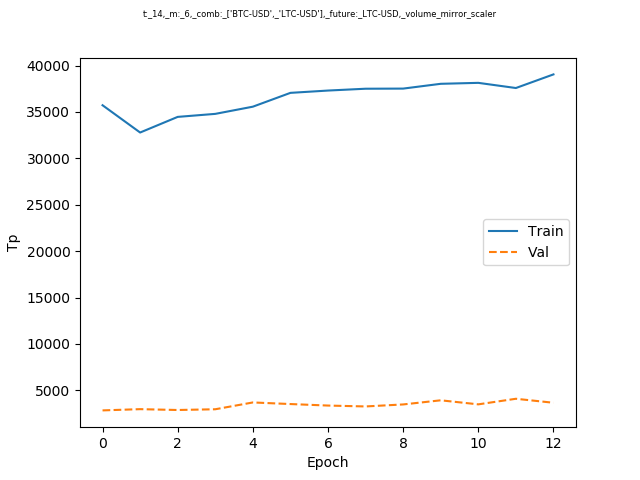 t:_14,_m:_6,_comb:_['BTC-USD',_'LTC-USD'],_future:_LTC-USD,_volume_mirror_scaler
40000
35000
30000
25000
20000
15000
10000
5000
Tp
Train
Val
0 2 4 6 8 10 12
Epoch